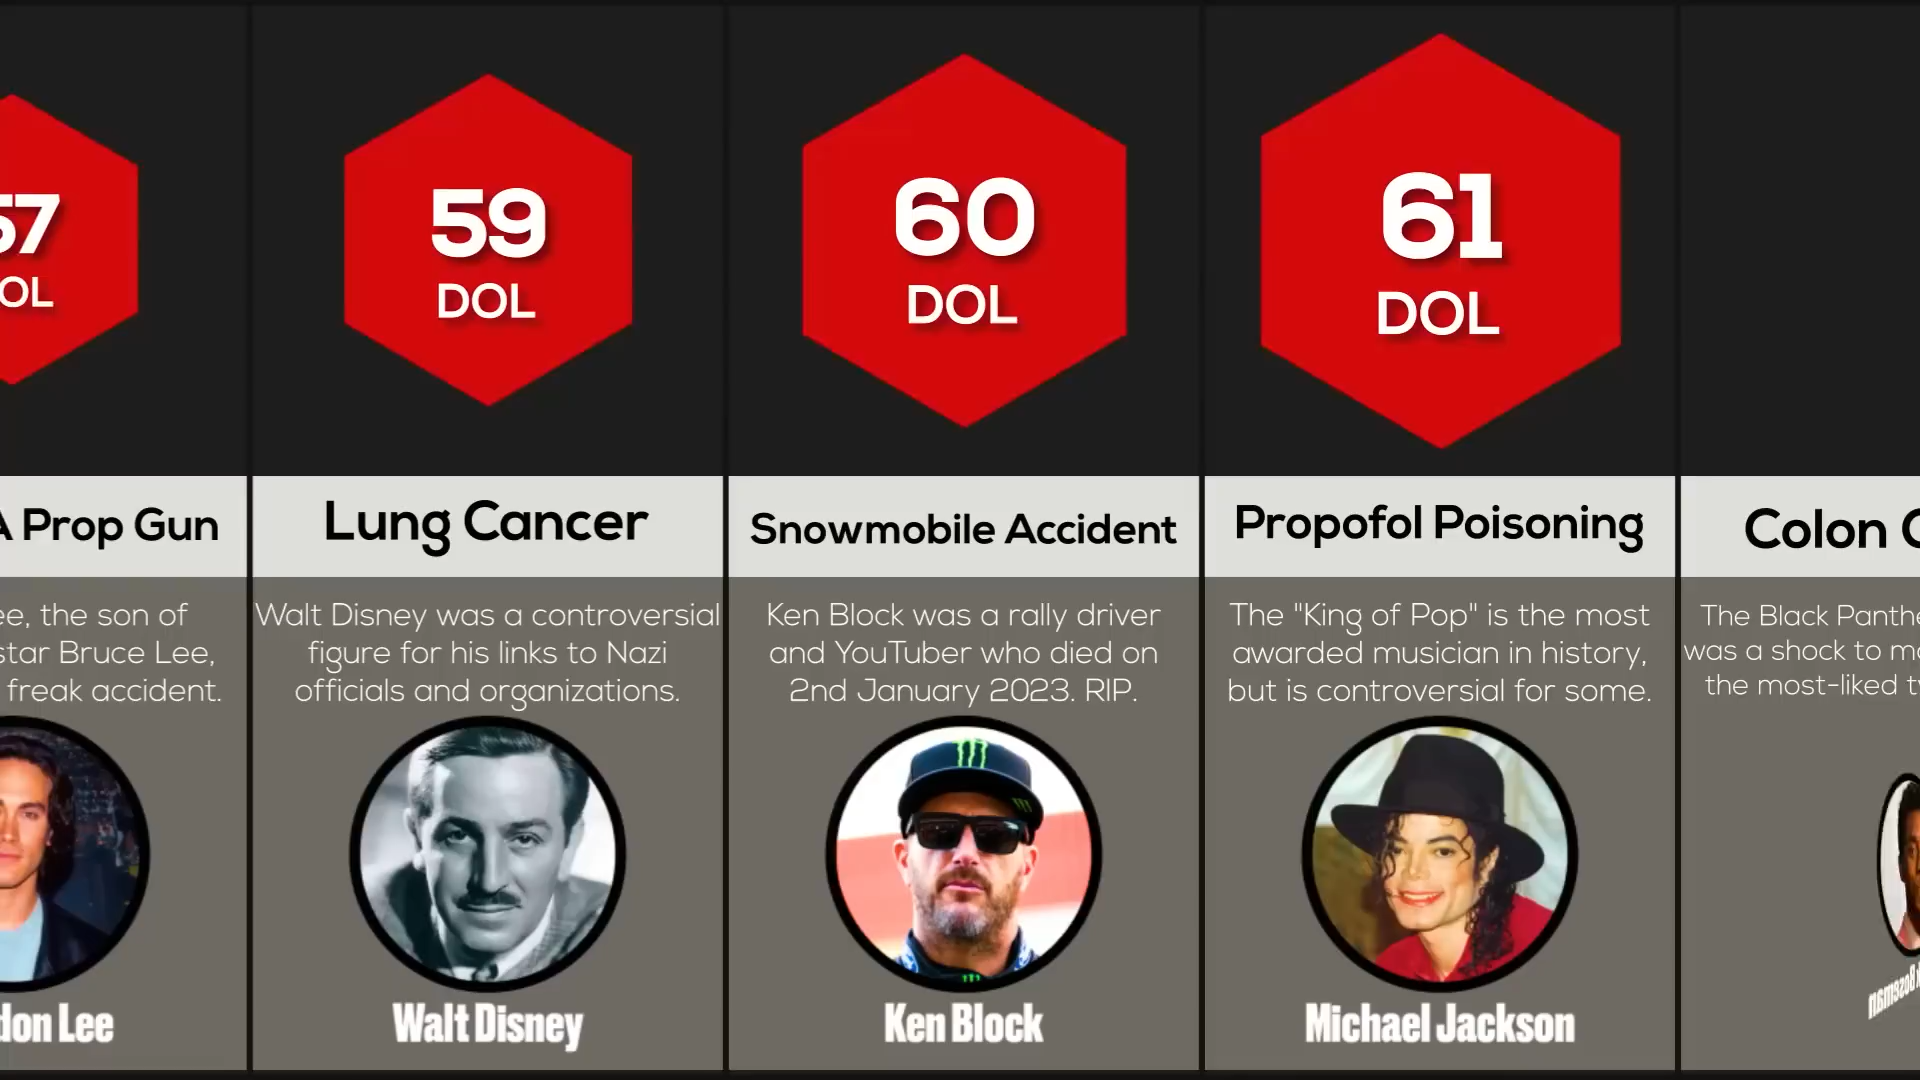 57
OL
A Prop Gun
ee, the son of
star Bruce Lee,
freak accident.
don Lee
59
DOL
Lung Cancer
Walt Disney was a controversial
figure for his links to Nazi
officials and organizations.
Walt Disney
60
DOL
Snowmobile Accident
Ken Block was a rally driver
and YouTuber who died on
2nd January 2023. RIP.
Ken Block
61
DOL
Propofol Poisoning
The "King of Pop" is the most
awarded musician in history,
but is controversial for some.
Michael Jackson
Colon C
The Black Panthe
was a shock to m
the most-liked t
Boseman